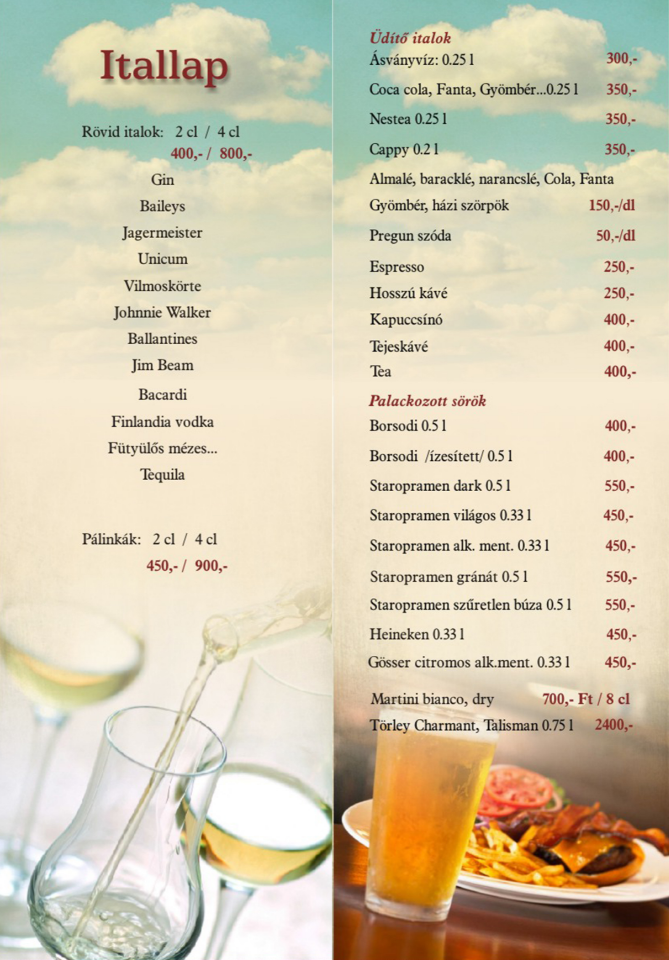 Itallap
Rövid italok: 2 cl / 4 cl
400,- / 800,-
Gin
Baileys
Jagermeister
Unicum
Vilmoskörte
Johnnie Walker
Ballantines
Jim Beam
Bacardi
Finlandia vodka
Fütyülős mézes...
Tequila
Pálinkák: 2 cl / 4 cl
450,- / 900,-
Üdítő italok
Ásványvíz: 0.25 l 300,-
Coca cola, Fanta, Gyömbér...0.25 l 350,-
Nestea 0.25 l 350,-
Cappy 0.2 l 350,-
Almalé, baracklé, narancslé, Cola, Fanta
Gyömbér, házi szörpök 150,-/dl
Pregun szóda 50,-/dl
Espresso 250,-
Hosszú kávé 250,-
Kapuccsínó 400,-
Tejeskávé 400,-
Tea 400,-
Palackozott sörök
Borsodi 0.5 l 400,-
Borsodi /ízesített/ 0.5 l 400,-
Staropramen dark 0.5 l 550,-
Staropramen világos 0.33 l 450,-
Staropramen alk. ment. 0.33 l 450,-
Staropramen gránát 0.5 l 550,-
Staropramen szűretlen búza 0.5 l 550,-
Heineken 0.33 l 450,-
Gösser citromos alk.ment. 0.33 l 450,-
Martini bianco, dry 700,- Ft / 8 cl
Törley Charmant, Talisman 0.75 l 2400,-